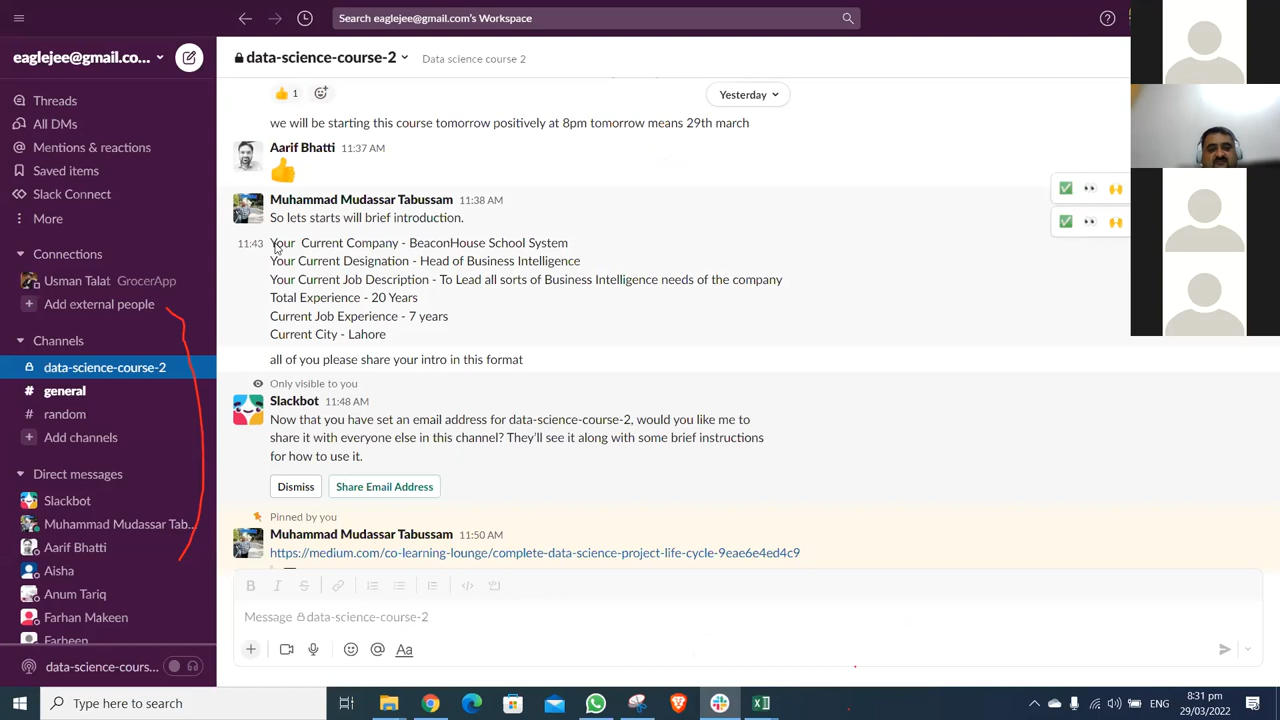 Search eaglejee@gmail.com's Workspace
eaglejee@gmail.co...
Threads
All DMs
Mentions & reactions
Saved items
Slack Connect
More
Connections
Usman Talat GrocerApp
Add external people
Channels
data-science-course-2
# general
# random
Add channels
Direct messages
Slackbot
Muhammad Mudassar Tab...
Aarif Bhatti
Aisha
Anum Tariq
Farhan Makeen
Farheen
data-science-cours...
data-science-course-2 Data science course 2
1
Yesterday
we will be starting this course tomorrow positively at 8pm tomorrow means 29th march
Aarif Bhatti 11:37 AM
Muhammad Mudassar Tabussam 11:38 AM
So lets starts will brief introduction.
11:43 Your Current Company - BeaconHouse School System
Your Current Designation - Head of Business Intelligence
Your Current Job Description - To Lead all sorts of Business Intelligence needs of the company
Total Experience - 20 Years
Current Job Experience - 7 years
Current City - Lahore
all of you please share your intro in this format
Only visible to you
Slackbot 11:48 AM
Now that you have set an email address for data-science-course-2, would you like me to
share it with everyone else in this channel? They'll see it along with some brief instructions
for how to use it.
Dismiss Share Email Address
Pinned by you
Muhammad Mudassar Tabussam 11:50 AM
https://medium.com/co-learning-lounge/complete-data-science-project-life-cycle-9eae6e4ed4c9
B I S
Message data-science-course-2
Aa
Type here to search
8:31 pm
29/03/2022